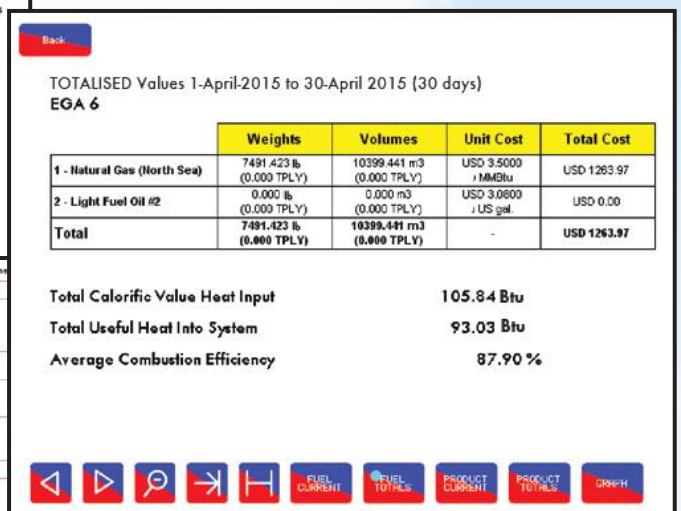 Back
TOTALISED Values 1-April-2015 to 30-April 2015 (30 days)
EGA 6
Weights Volumes Unit Cost Total Cost
1 - Natural Gas (North Sea) 7491.423 lb (0.000 TPLY) 10399.441 m3 (0.000 TPLY) USD 3.5000 / MMBtu USD 1263.97
2 - Light Fuel Oil #2 0.000 lb (0.000 TPLY) 0.000 m3 (0.000 TPLY) USD 3.0800 / US gal. USD 0.00
Total 7491.423 lb (0.000 TPLY) 10399.441 m3 (0.000 TPLY) - USD 1263.97
Total Calorific Value Heat Input 105.84 Btu
Total Useful Heat Into System 93.03 Btu
Average Combustion Efficiency 87.90 %
FUEL CURRENT FUEL TOTALS PRODUCT CURRENT PRODUCT TOTALS GRAPH